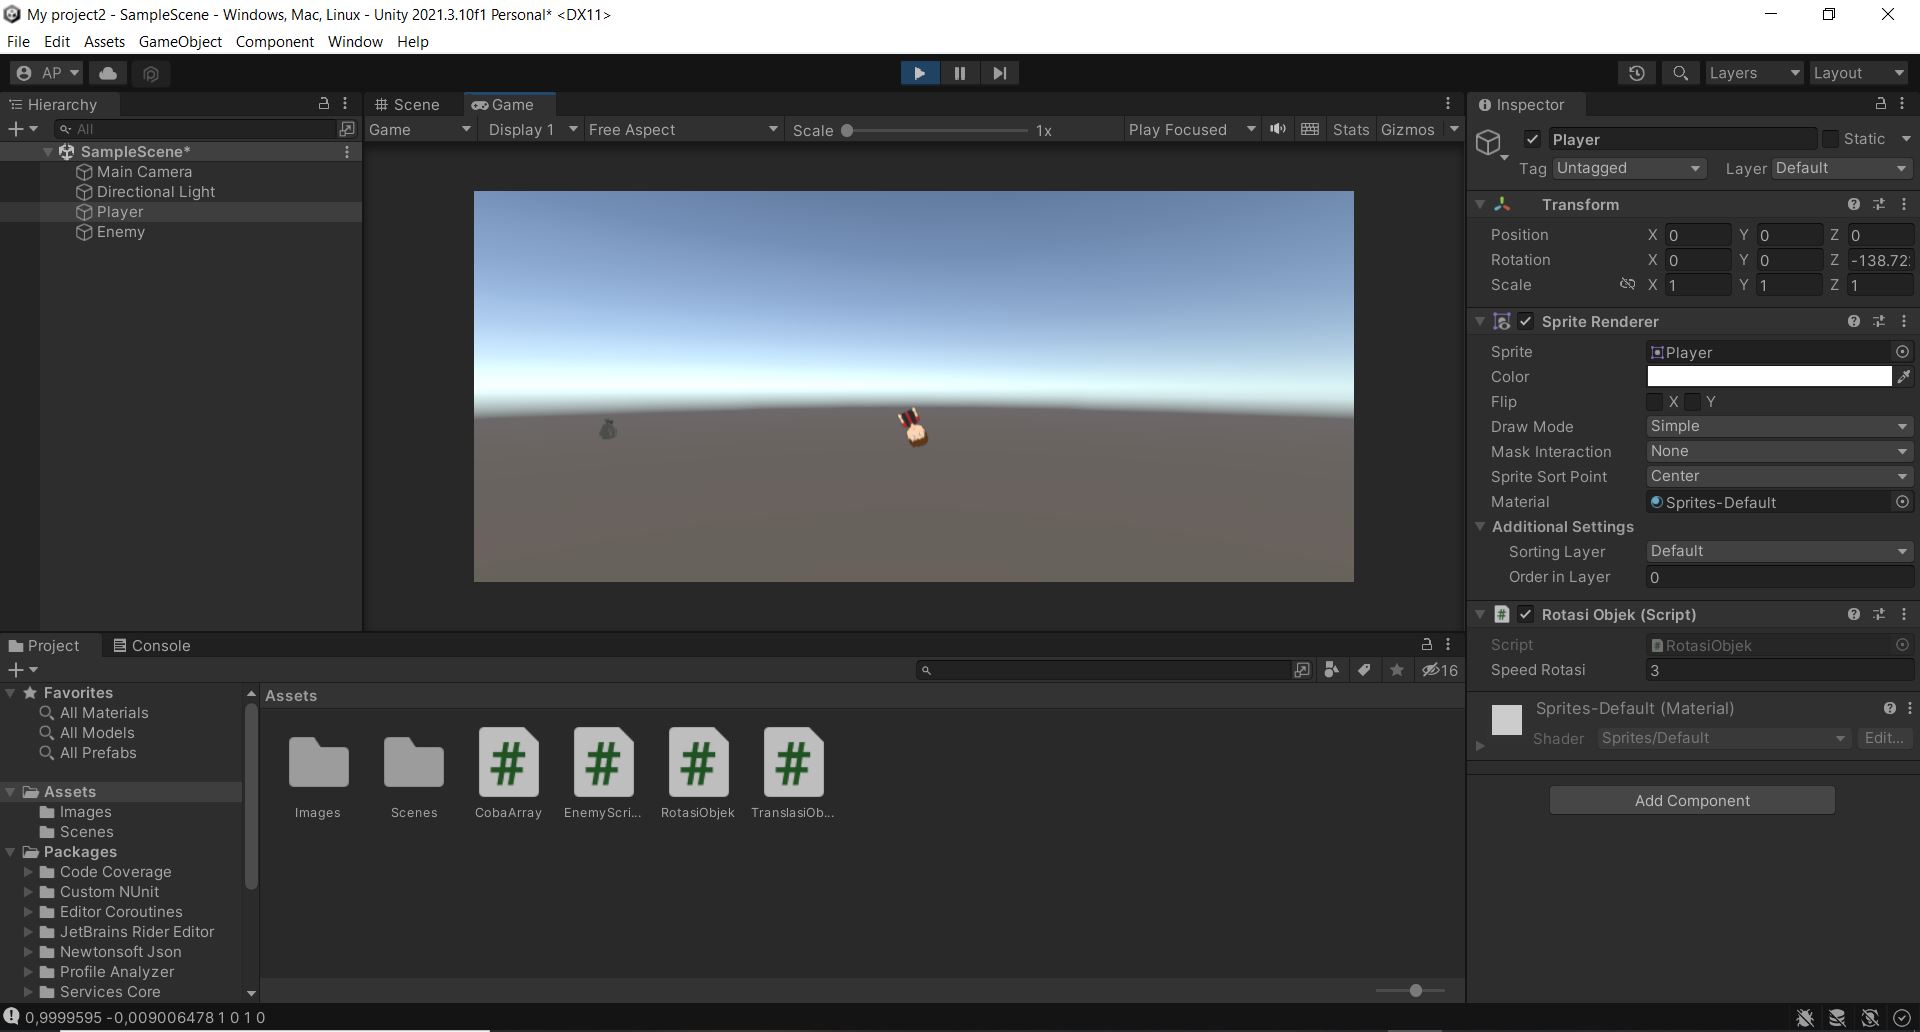 My project2 - SampleScene - Windows, Mac, Linux - Unity 2021.3.10f1 Personal* <DX11>
File Edit Assets GameObject Component Window Help
AP
Layers Layout
Hierarchy
All
SampleScene*
Main Camera
Directional Light
Player
Enemy
Scene Game
Game Display 1 Free Aspect Scale 1x Play Focused Stats Gizmos
Inspector
Player Static
Tag Untagged Layer Default
Transform
Position X 0 Y 0 Z 0
Rotation X 0 Y 0 Z -138.72
Scale X 1 Y 1 Z 1
Sprite Renderer
Sprite Player
Color
Flip X Y
Draw Mode Simple
Mask Interaction None
Sprite Sort Point Center
Material Sprites-Default
Additional Settings
Sorting Layer Default
Order in Layer 0
Rotasi Objek (Script)
Script RotasiObjek
Speed Rotasi 3
Sprites-Default (Material)
Shader Sprites/Default Edit...
Add Component
Project Console
16
Favorites
All Materials
All Models
All Prefabs
Assets
Images
Scenes
Packages
Code Coverage
Custom NUnit
Editor Coroutines
JetBrains Rider Editor
Newtonsoft Json
Profile Analyzer
Services Core
Assets
# # # #
Images Scenes CobaArray EnemyScri... RotasiObjek TranslasiOb...
0,9999595 -0,009006478 1 0 1 0